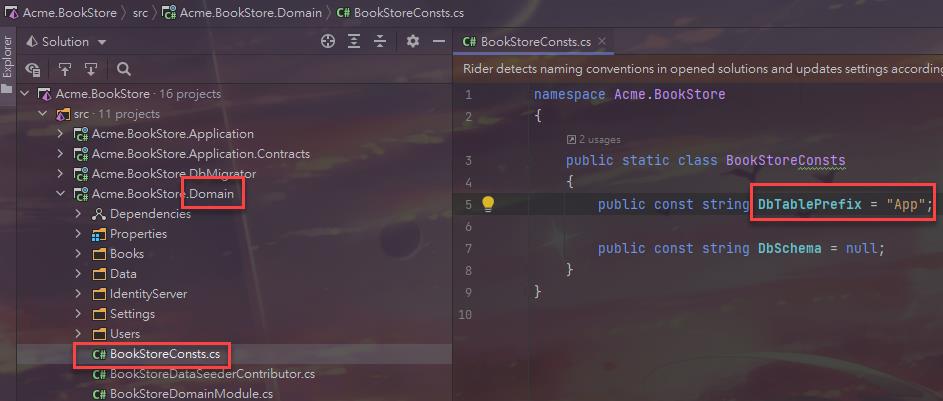 Acme.BookStore › src › Acme.BookStore.Domain › BookStoreConsts.cs
Explorer
Solution
BookStoreConsts.cs
Acme.BookStore · 16 projects
src · 11 projects
Acme.BookStore.Application
Acme.BookStore.Application.Contracts
Acme.BookStore.DbMigrator
Acme.BookStore.Domain
Dependencies
Properties
Books
Data
IdentityServer
Settings
Users
BookStoreConsts.cs
BookStoreDataSeederContributor.cs
BookStoreDomainModule.cs
Rider detects naming conventions in opened solutions and updates settings according
1 namespace Acme.BookStore
2 {
2 usages
3 public static class BookStoreConsts
4 {
5 public const string DbTablePrefix = "App";
6
7 public const string DbSchema = null;
8 }
9 }
10